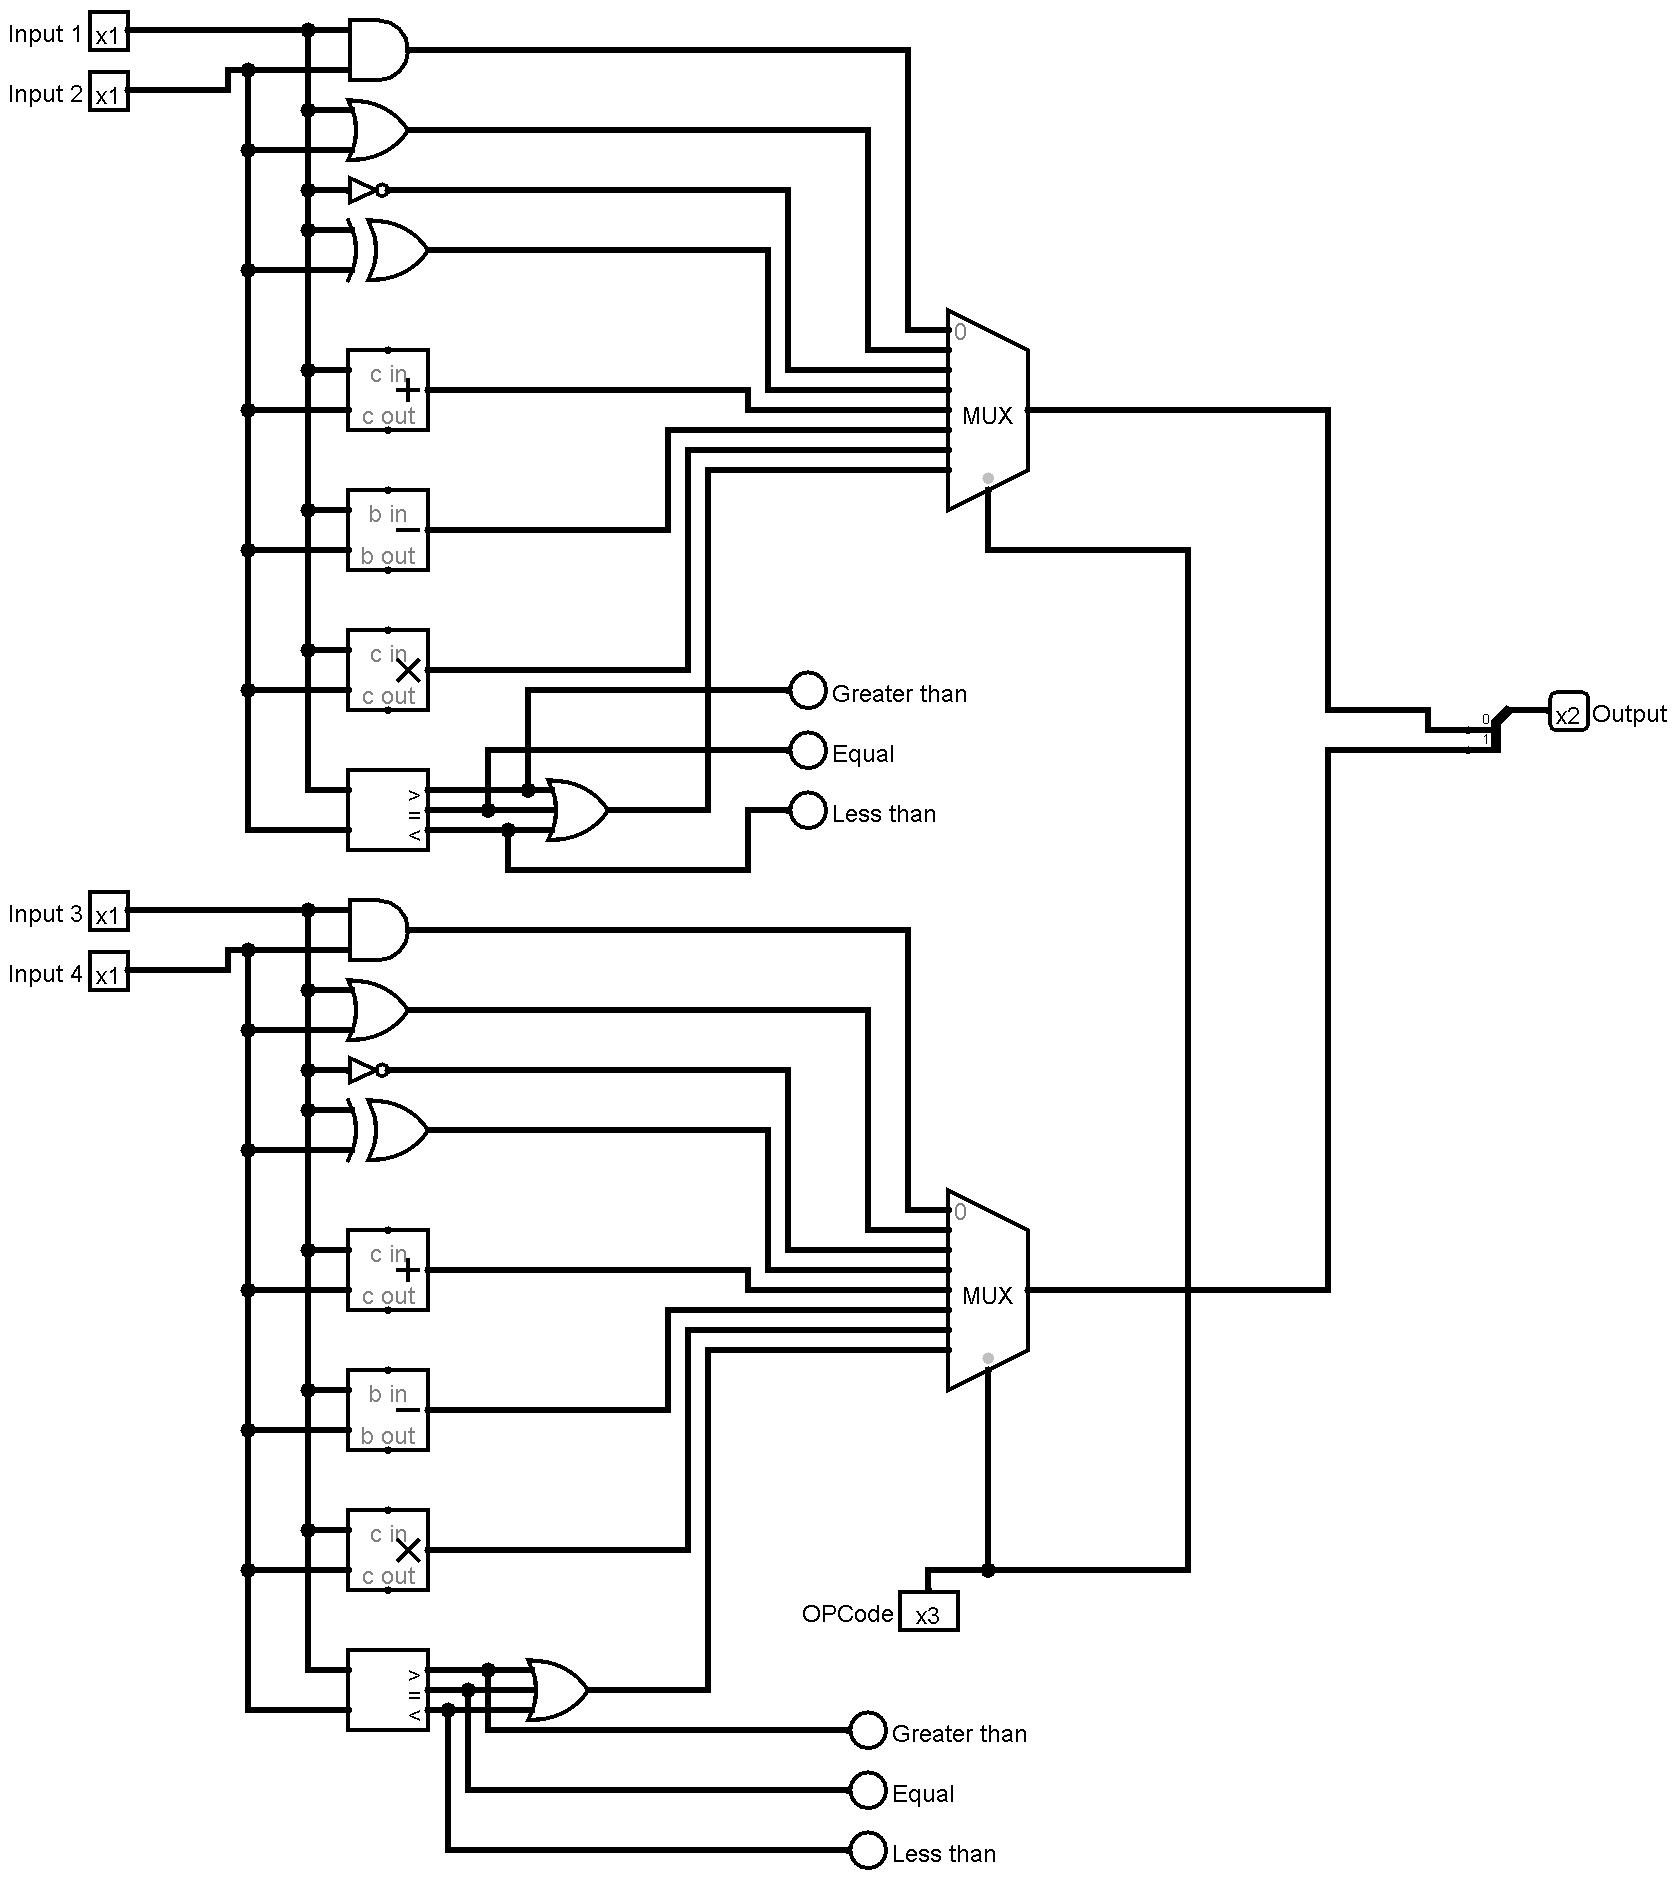 Input 1 x1
Input 2 x1
c in
+
c out
b in
−
b out
c in
×
c out
>
=
<
0
MUX
Greater than
Equal
Less than
0
1
x2 Output
Input 3 x1
Input 4 x1
c in
+
c out
b in
−
b out
c in
×
c out
>
=
<
0
MUX
OPCode x3
Greater than
Equal
Less than